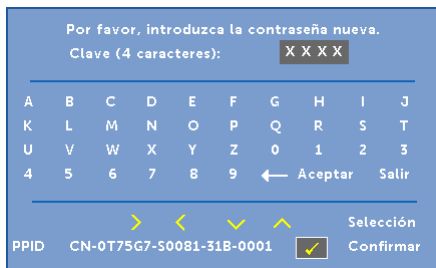 Por favor, introduzca la contraseña nueva.
Clave (4 caracteres): X X X X
A B C D E F G H I J
K L M N O P Q R S T
U V W X Y Z 0 1 2 3
4 5 6 7 8 9 ← Aceptar Salir
Selección
PPID CN-0T75G7-S0081-31B-0001 ✓ Confirmar